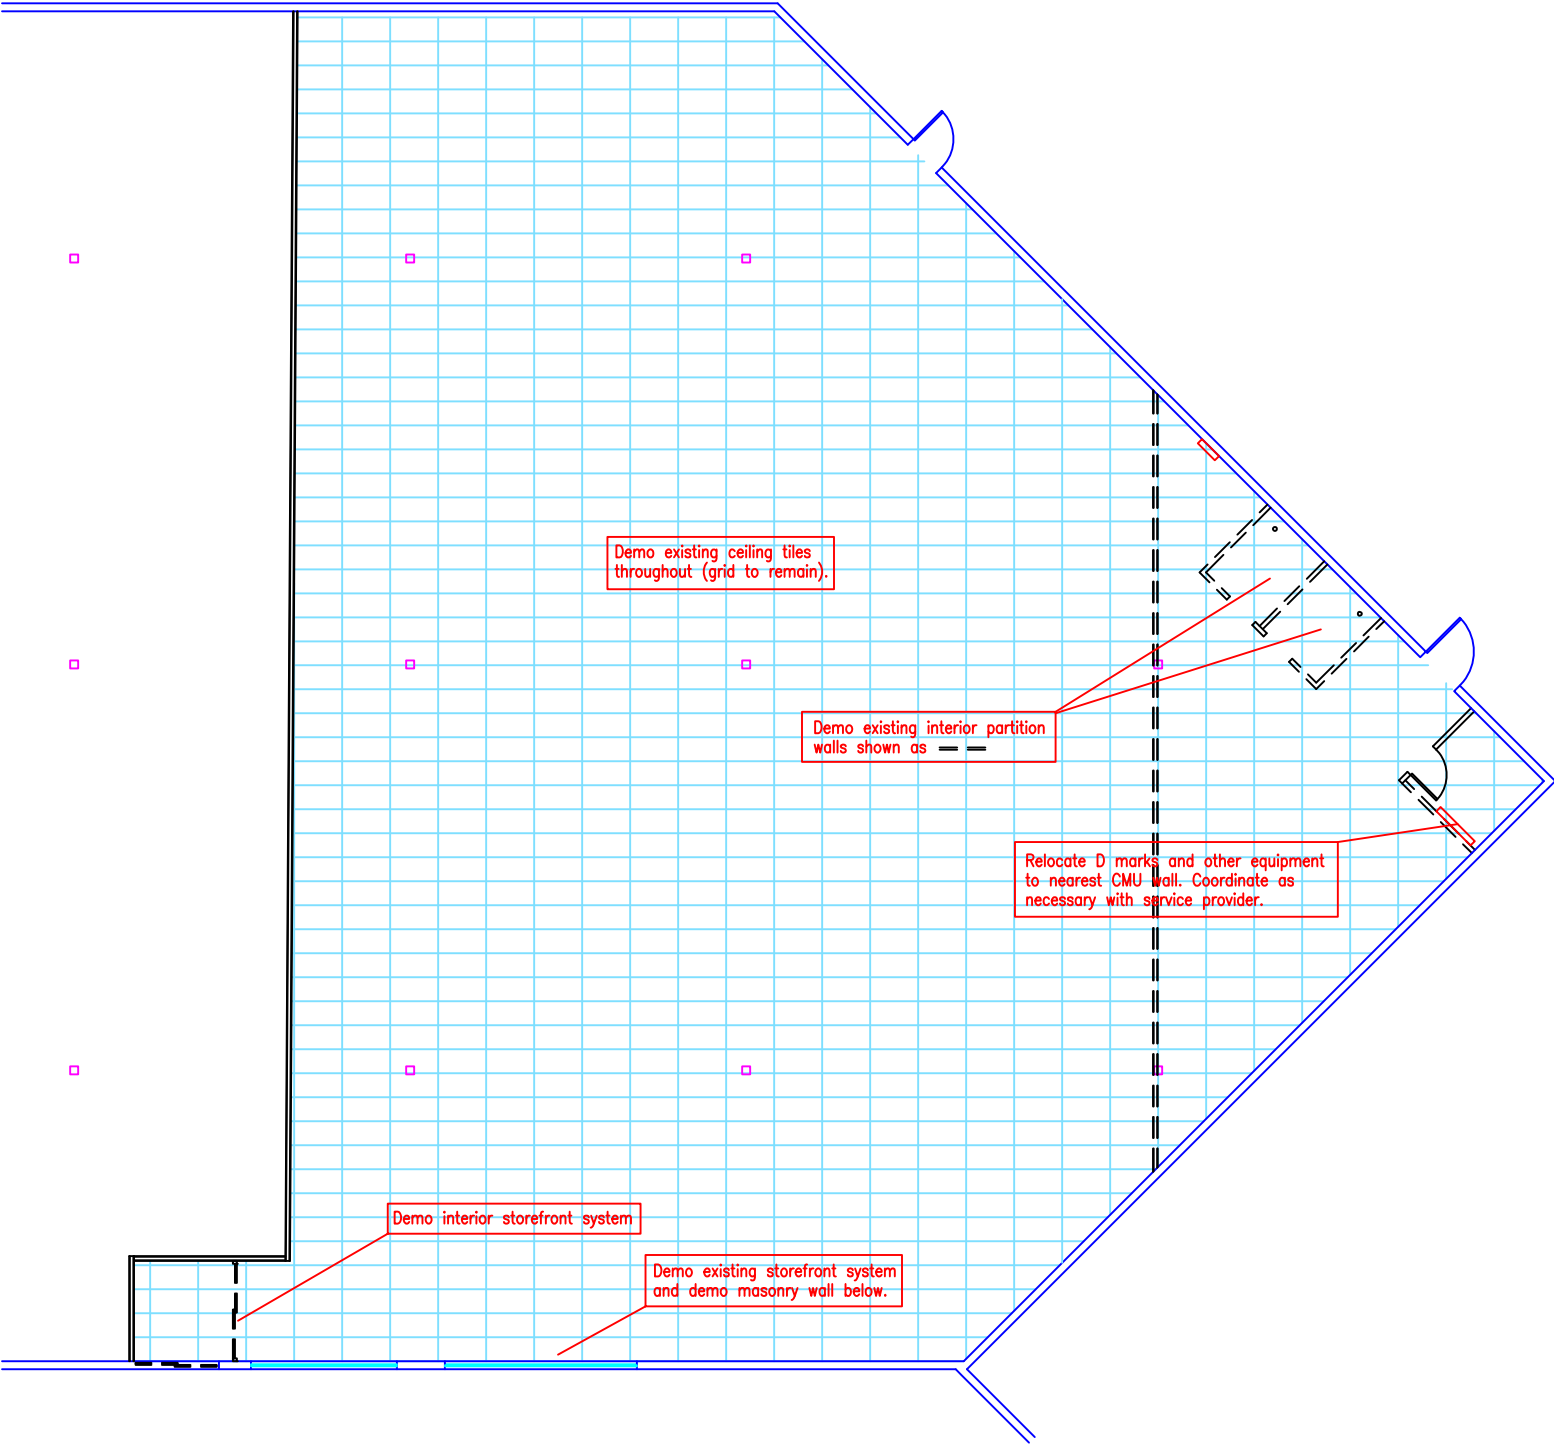 Demo existing ceiling tiles
throughout (grid to remain).
Demo existing interior partition
walls shown as
Relocate D marks and other equipment
to nearest CMU wall. Coordinate as
necessary with service provider.
Demo interior storefront system
Demo existing storefront system
and demo masonry wall below.